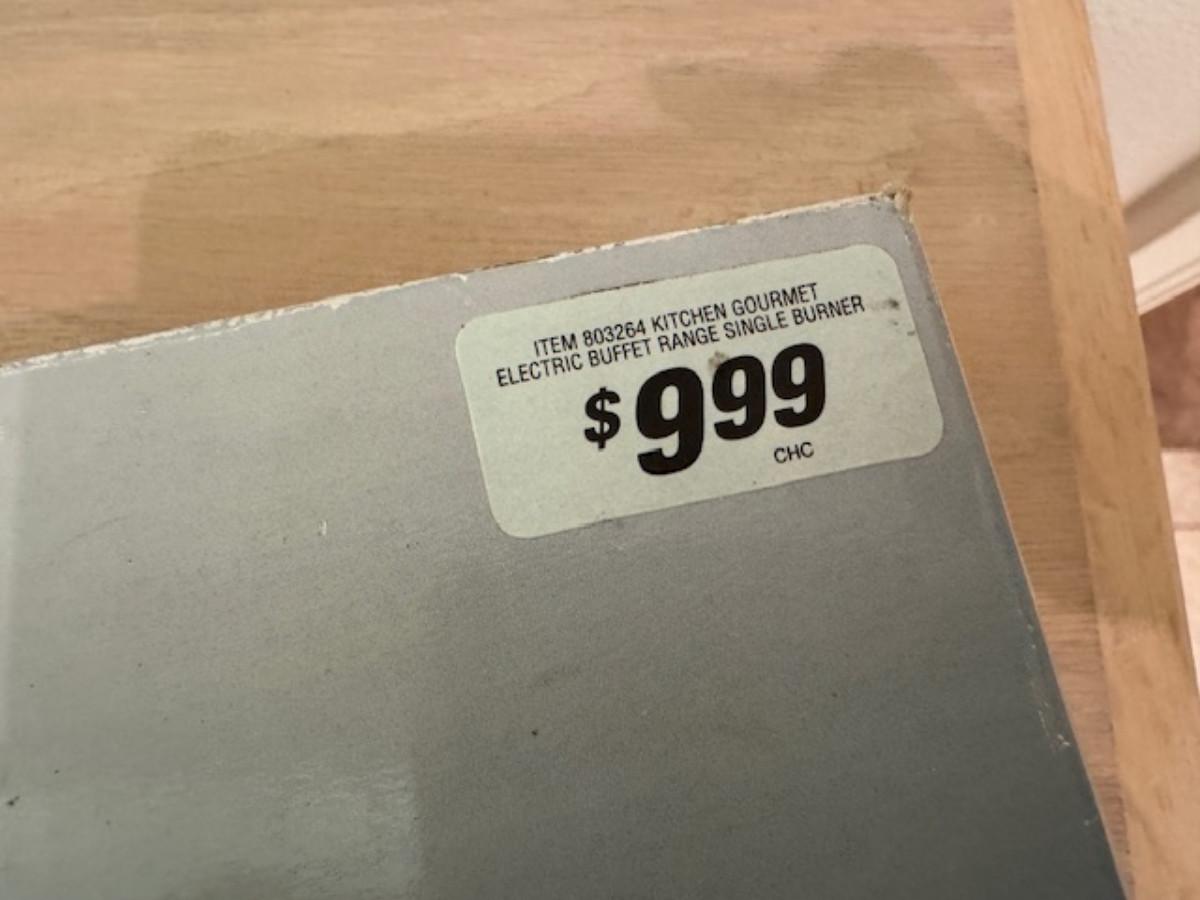 ITEM 803264 KITCHEN GOURMET
ELECTRIC BUFFET RANGE SINGLE BURNER
$999
CHC